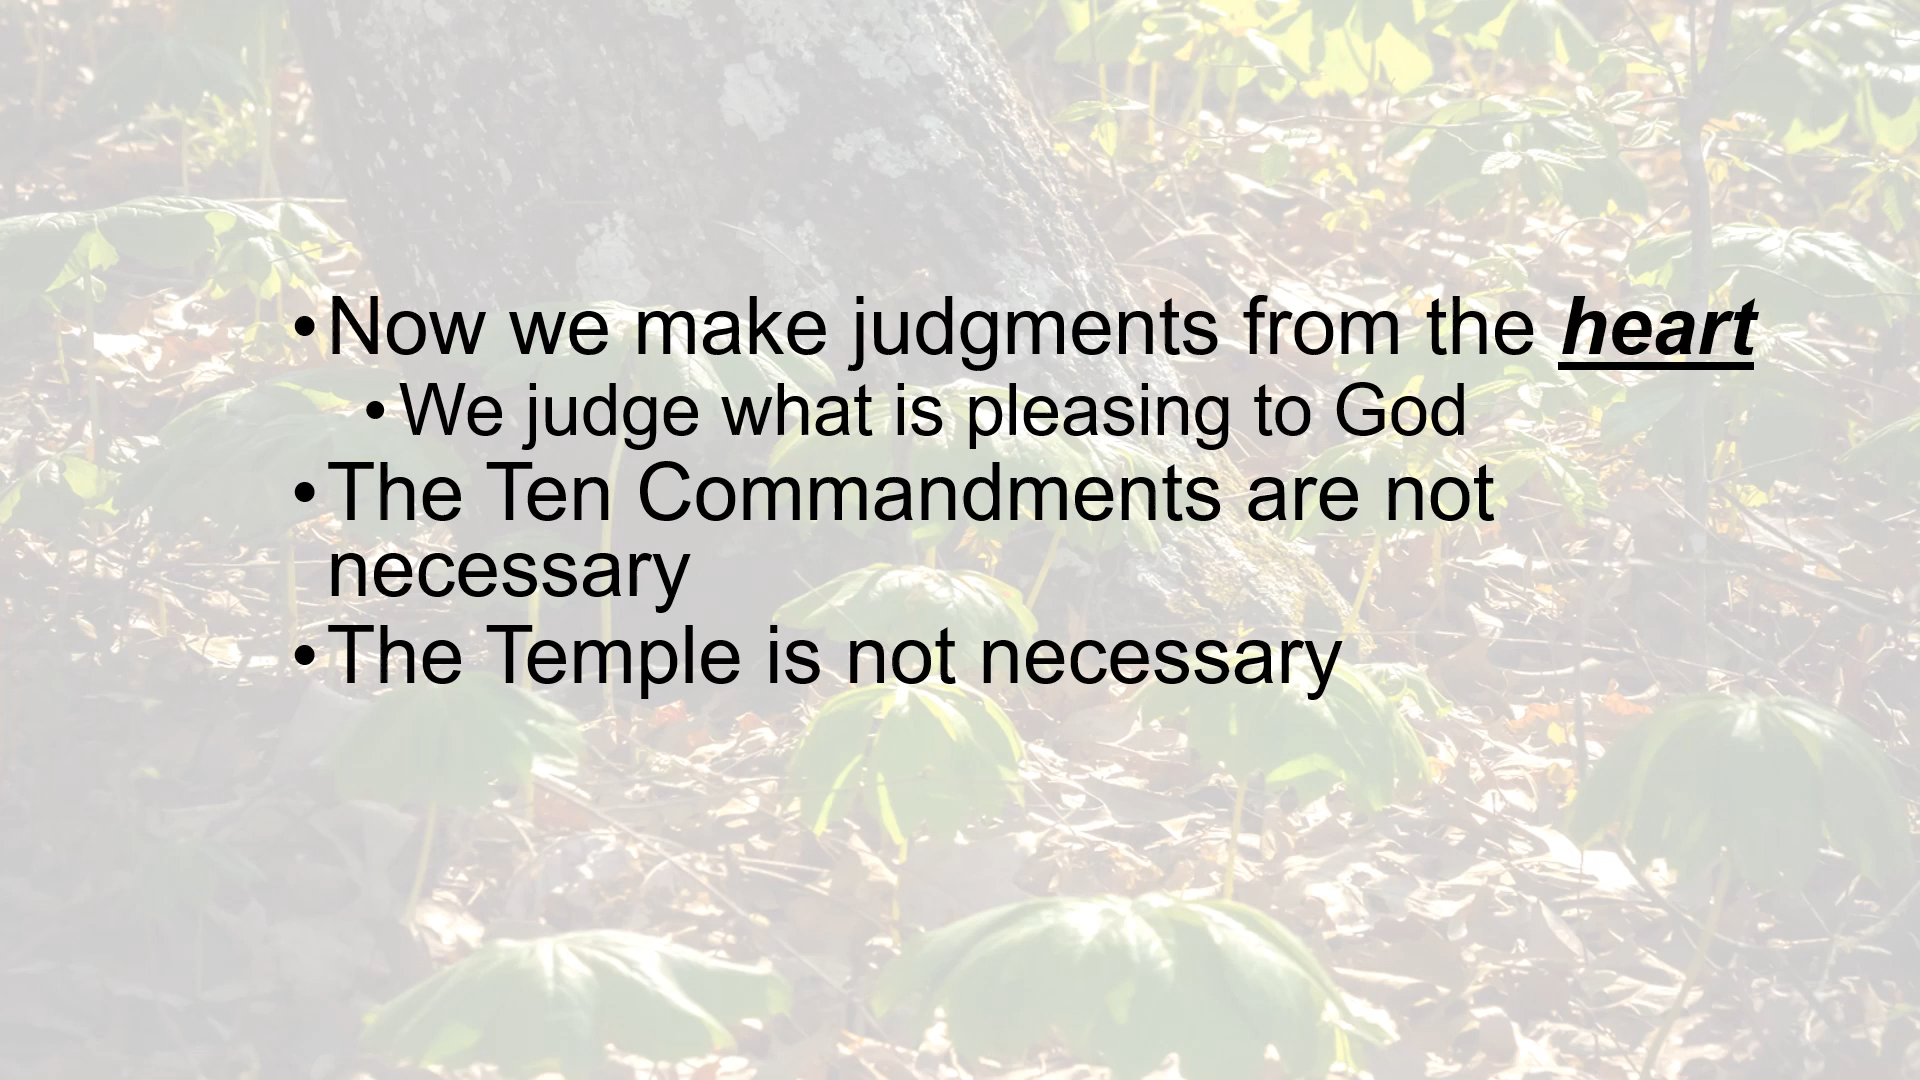 •Now we make judgments from the heart
•We judge what is pleasing to God
•The Ten Commandments are not
necessary
•The Temple is not necessary